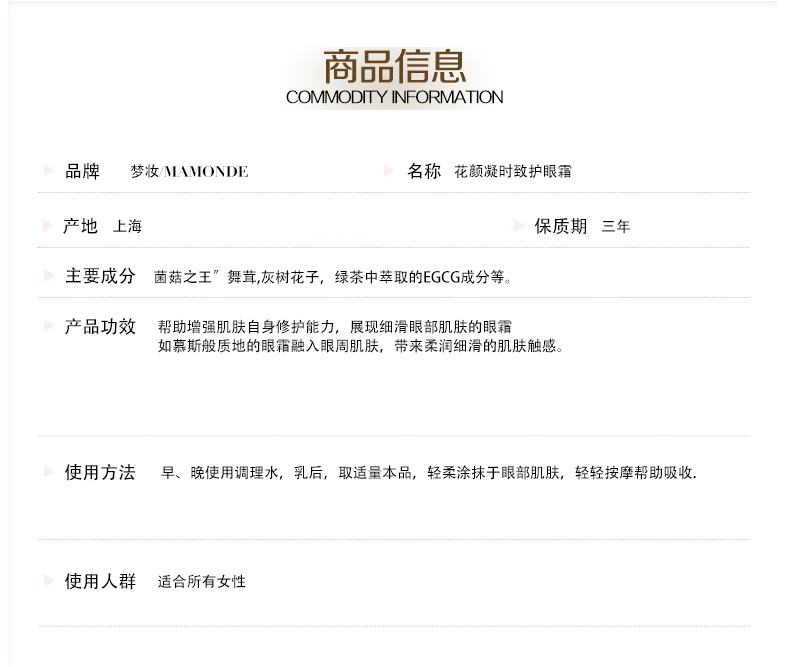 商品信息
COMMODITY INFORMATION
品牌 梦妆/MAMONDE 名称 花颜凝时致护眼霜
产地 上海 保质期 三年
主要成分 菌菇之王”舞茸,灰树花子，绿茶中萃取的EGCG成分等。
产品功效 帮助增强肌肤自身修护能力，展现细滑眼部肌肤的眼霜
如慕斯般质地的眼霜融入眼周肌肤，带来柔润细滑的肌肤触感。
使用方法 早、晚使用调理水，乳后，取适量本品，轻柔涂抹于眼部肌肤，轻轻按摩帮助吸收.
使用人群 适合所有女性